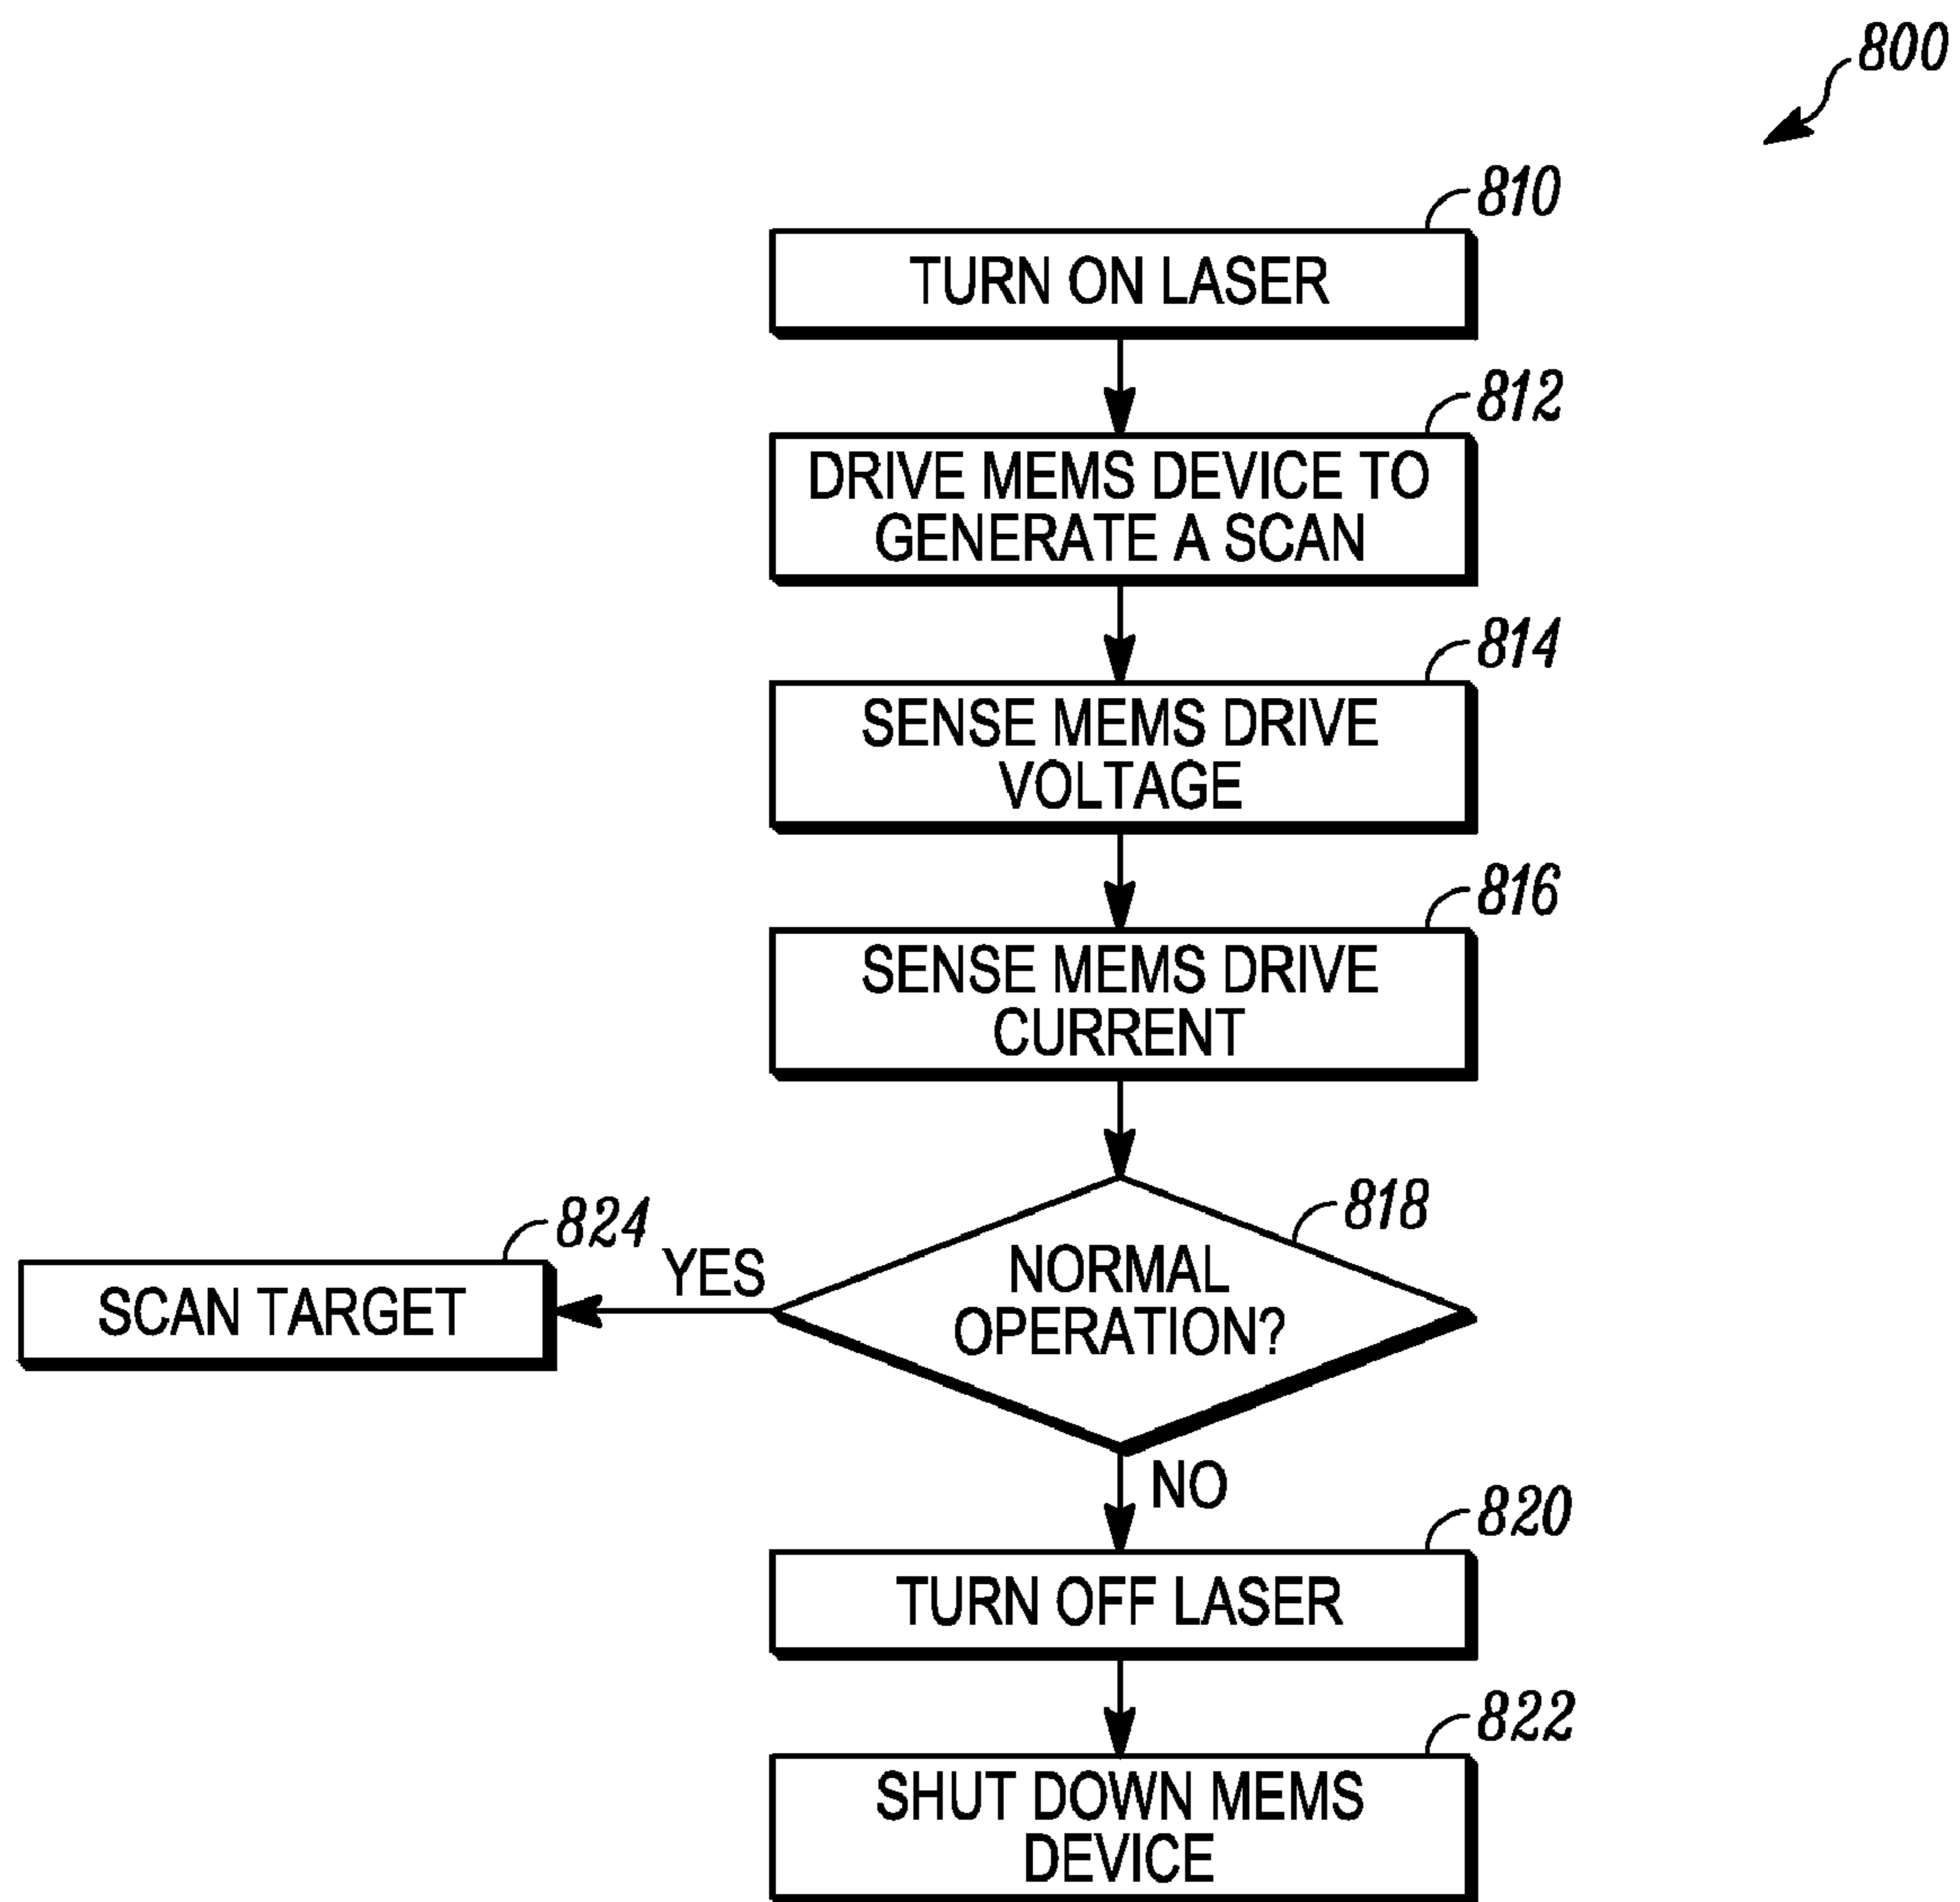 800
810
TURN ON LASER
812
DRIVE MEMS DEVICE TO
GENERATE A SCAN
814
SENSE MEMS DRIVE
VOLTAGE
816
SENSE MEMS DRIVE
CURRENT
818
NORMAL
OPERATION?
YES
824
SCAN TARGET
NO
820
TURN OFF LASER
822
SHUT DOWN MEMS
DEVICE